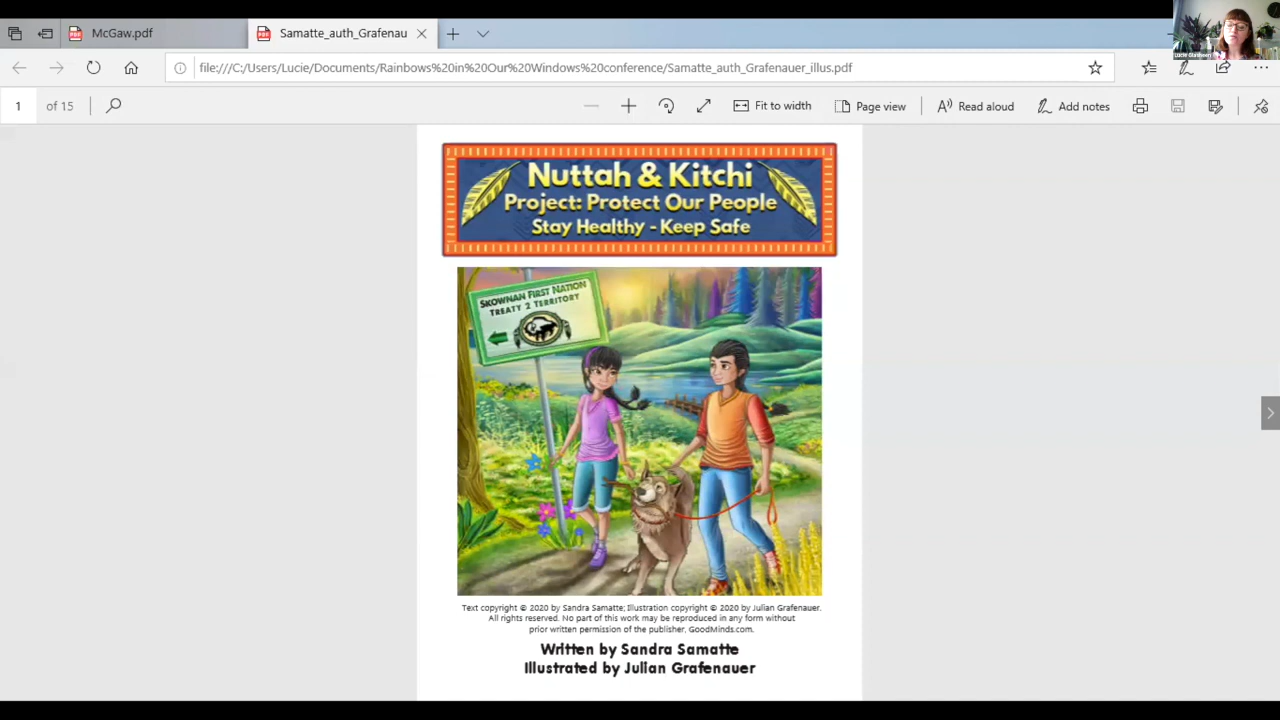 McGaw.pdf
Samatte_auth_Grafenau
file:///C:/Users/Lucie/Documents/Rainbows%20in%20Our%20Windows%20conference/Samatte_auth_Grafenauer_illus.pdf
1 of 15
Fit to width
Page view
Read aloud
Add notes
Nuttah & Kitchi
Project: Protect Our People
Stay Healthy - Keep Safe
SKOWNAN FIRST NATION
TREATY 2 TERRITORY
Text copyright © 2020 by Sandra Samatte; Illustration copyright © 2020 by Julian Grafenauer.
All rights reserved. No part of this work may be reproduced in any form without
prior written permission of the publisher, GoodMinds.com.
Written by Sandra Samatte
Illustrated by Julian Grafenauer